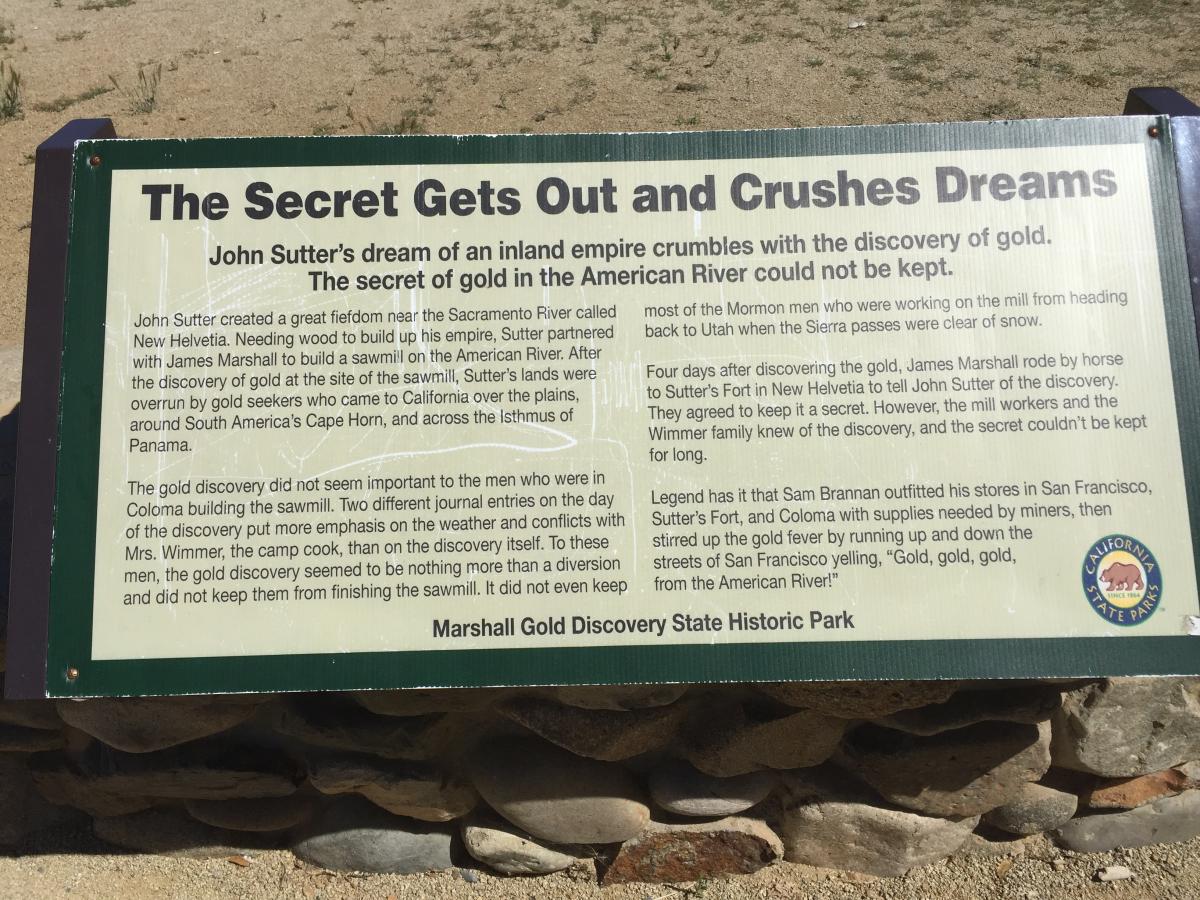 The Secret Gets Out and Crushes Dreams
John Sutter's dream of an inland empire crumbles with the discovery of gold.
The secret of gold in the American River could not be kept.
John Sutter created a great fiefdom near the Sacramento River called
New Helvetia. Needing wood to build up his empire, Sutter partnered
with James Marshall to build a sawmill on the American River. After
the discovery of gold at the site of the sawmill, Sutter's lands were
overrun by gold seekers who came to California over the plains,
around South America's Cape Horn, and across the Isthmus of
Panama.
The gold discovery did not seem important to the men who were in
Coloma building the sawmill. Two different journal entries on the day
of the discovery put more emphasis on the weather and conflicts with
Mrs. Wimmer, the camp cook, than on the discovery itself. To these
men, the gold discovery seemed to be nothing more than a diversion
and did not keep them from finishing the sawmill. It did not even keep
most of the Mormon men who were working on the mill from heading
back to Utah when the Sierra passes were clear of snow.
Four days after discovering the gold, James Marshall rode by horse
to Sutter's Fort in New Helvetia to tell John Sutter of the discovery.
They agreed to keep it a secret. However, the mill workers and the
Wimmer family knew of the discovery, and the secret couldn't be kept
for long.
Legend has it that Sam Brannan outfitted his stores in San Francisco,
Sutter's Fort, and Coloma with supplies needed by miners, then
stirred up the gold fever by running up and down the
streets of San Francisco yelling, "Gold, gold, gold,
from the American River!"
CALIFORNIA
SINCE 1864
STATE PARKS
Marshall Gold Discovery State Historic Park